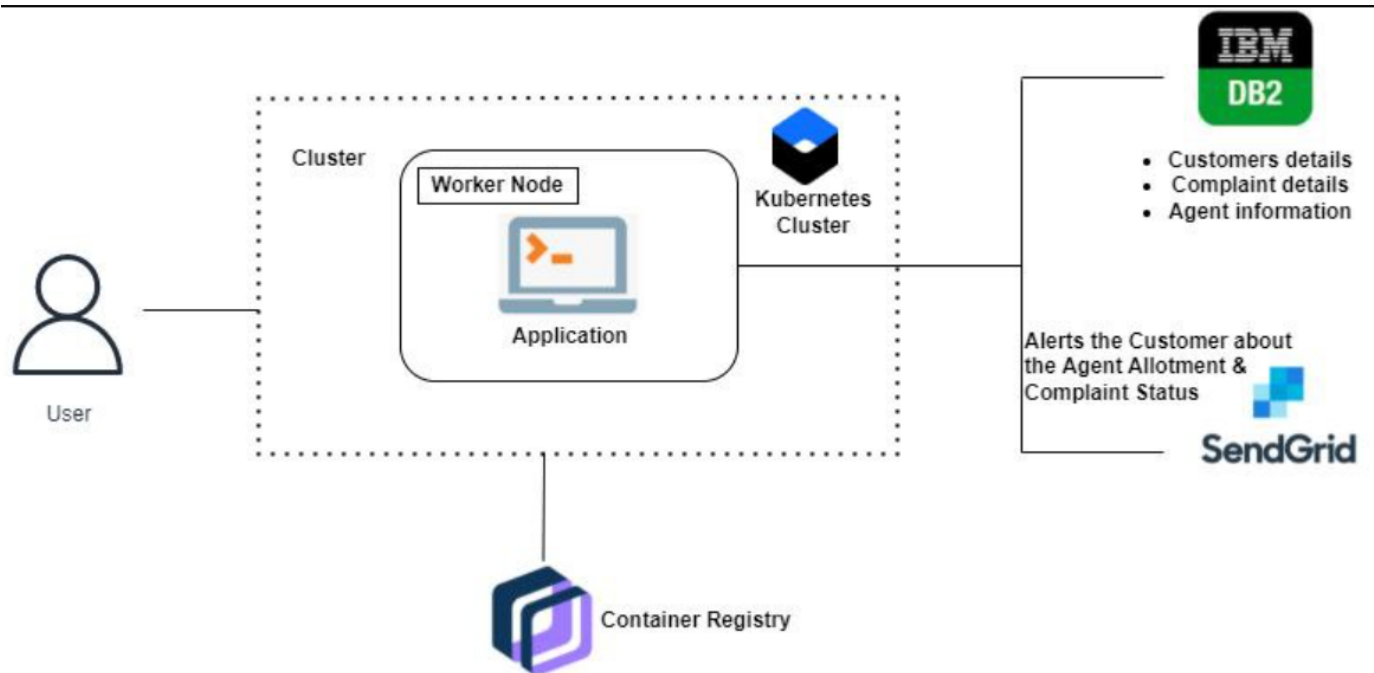 IBM
DB2
• Customers details
• Complaint details
• Agent information
Cluster
Worker Node
Application
Kubernetes
Cluster
User
Alerts the Customer about
the Agent Allotment &
Complaint Status
SendGrid
Container Registry